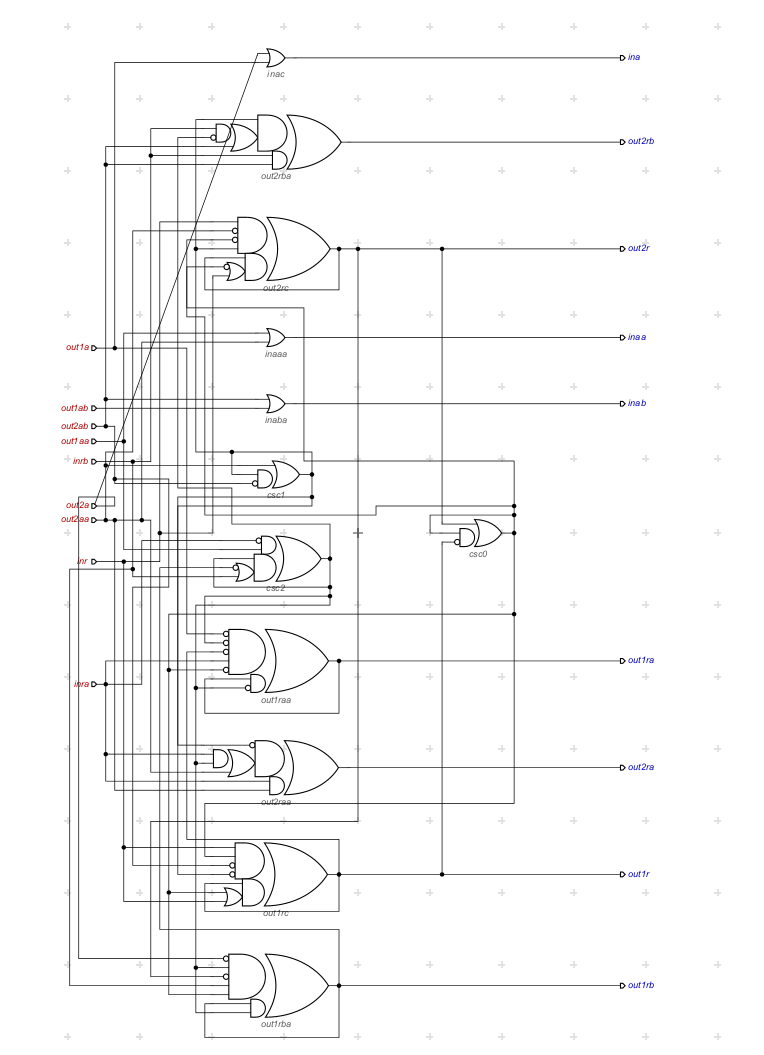 ina
inac
out2rb
out2rba
out2r
out2rc
inaa
out1a
inaaa
inab
out1ab
inaba
out2ab
out1aa
inrb
csc1
out2a
out2aa
csc0
inr
csc2
out1ra
inra
out1raa
out2ra
out2raa
out1r
out1rc
out1rb
out1rba